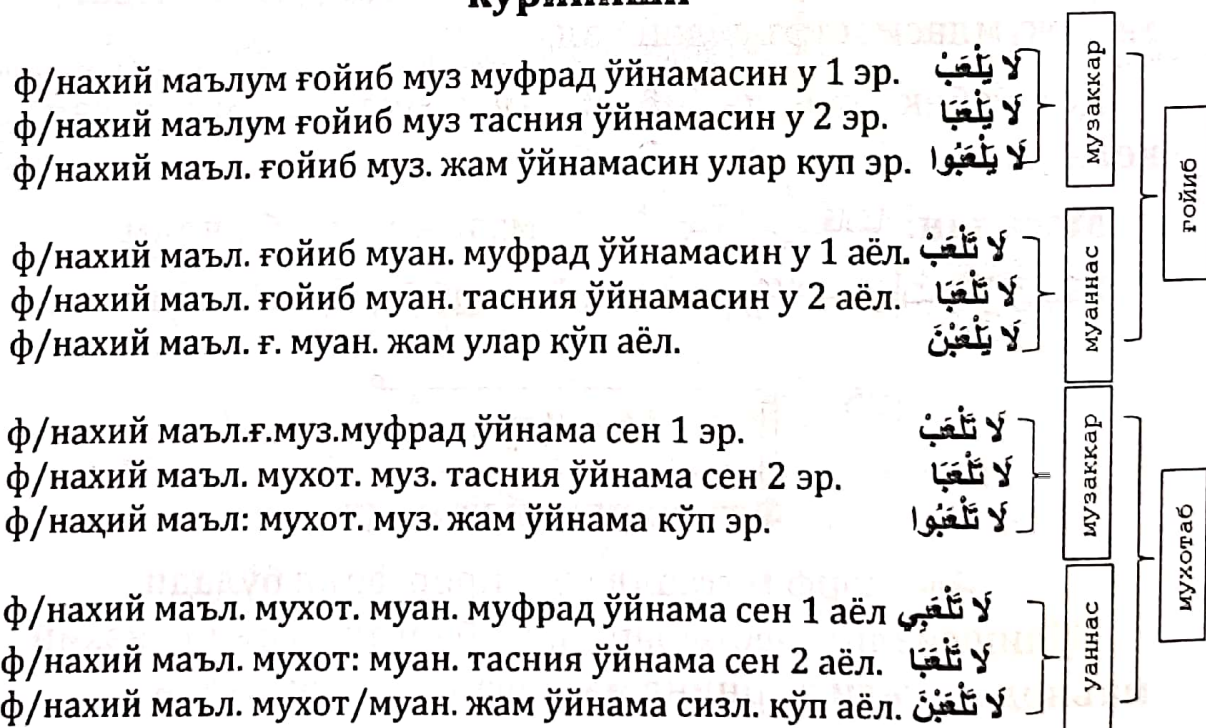 ф/нахий маълум ғойиб муз муфрад ўйнамасин у 1 эр. لَا يَلْعَبْ
ф/нахий маълум ғойиб муз тасния ўйнамасин у 2 эр. لَا يَلْعَبَا
ф/нахий маъл. ғойиб муз. жам ўйнамасин улар куп эр. لَا يَلْعَبُوا
музаккар
ф/нахий маъл. ғойиб муан. муфрад ўйнамасин у 1 аёл. لَا تَلْعَبْ
ф/нахий маъл. ғойиб муан. тасния ўйнамасин у 2 аёл. لَا تَلْعَبَا
ф/нахий маъл. ғ. муан. жам улар кўп аёл. لَا يَلْعَبْنَ
муаннас
ғойиб
ф/нахий маъл.ғ.муз.муфрад ўйнама сен 1 эр. لَا تَلْعَبْ
ф/нахий маъл. мухот. муз. тасния ўйнама сен 2 эр. لَا تَلْعَبَا
ф/наҳий маъл: мухот. муз. жам ўйнама кўп эр. لَا تَلْعَبُوا
музаккар
ф/нахий маъл. мухот. муан. муфрад ўйнама сен 1 аёл لَا تَلْعَبِي
ф/нахий маъл. мухот: муан. тасния ўйнама сен 2 аёл. لَا تَلْعَبَا
ф/нахий маъл. мухот/муан. жам ўйнама сизл. кўп аёл. لَا تَلْعَبْنَ
уаннас
мухотаб